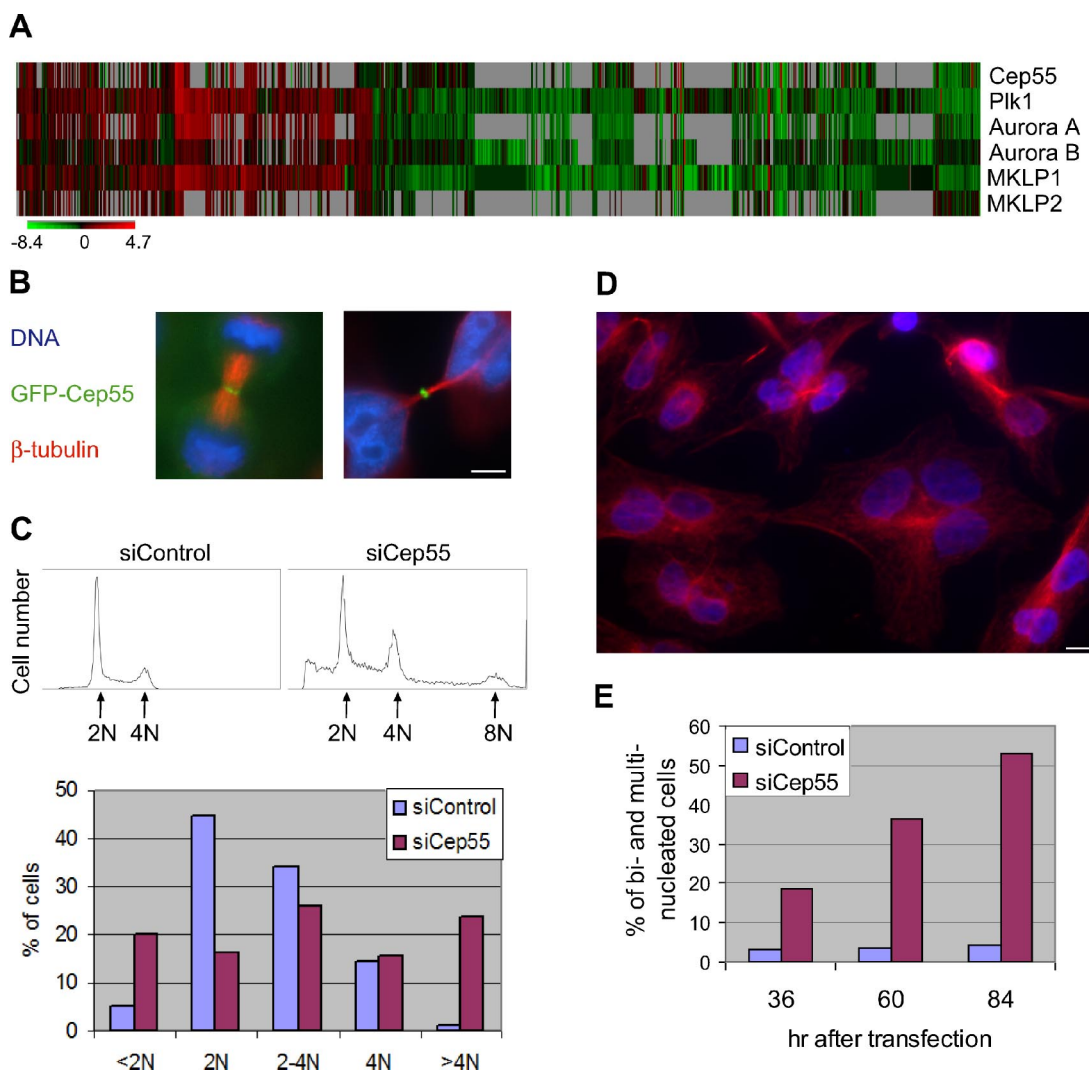 A
Cep55
Plk1
Aurora A
Aurora B
MKLP1
MKLP2
-8.4 0 4.7
B
DNA
GFP-Cep55
β-tubulin
C
siControl
siCep55
Cell number
2N 4N
2N 4N 8N
50
40
30
20
10
0
% of cells
siControl
siCep55
<2N 2N 2-4N 4N >4N
D
E
60
50
40
30
20
10
0
% of bi- and multi-
nucleated cells
siControl
siCep55
36 60 84
hr after transfection